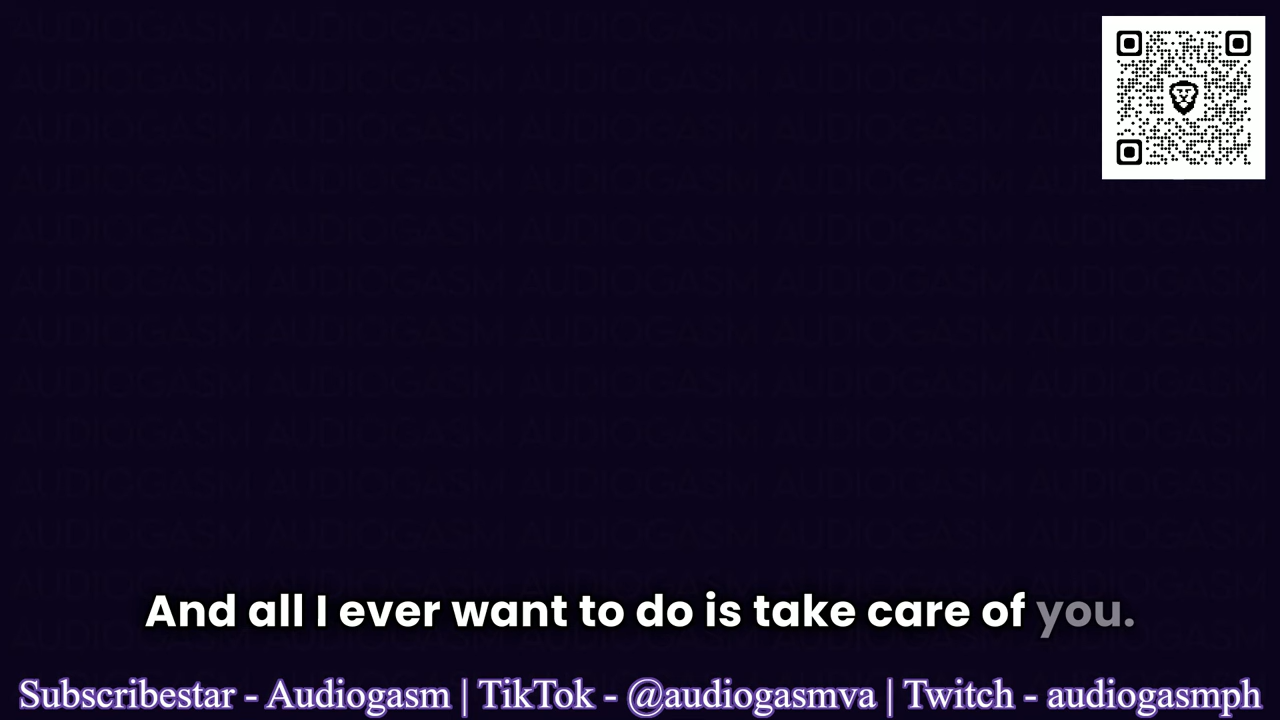 And all I ever want to do is take care of you.
Subscribestar - Audiogasm | TikTok - @audiogasmva | Twitch - audiogasmph